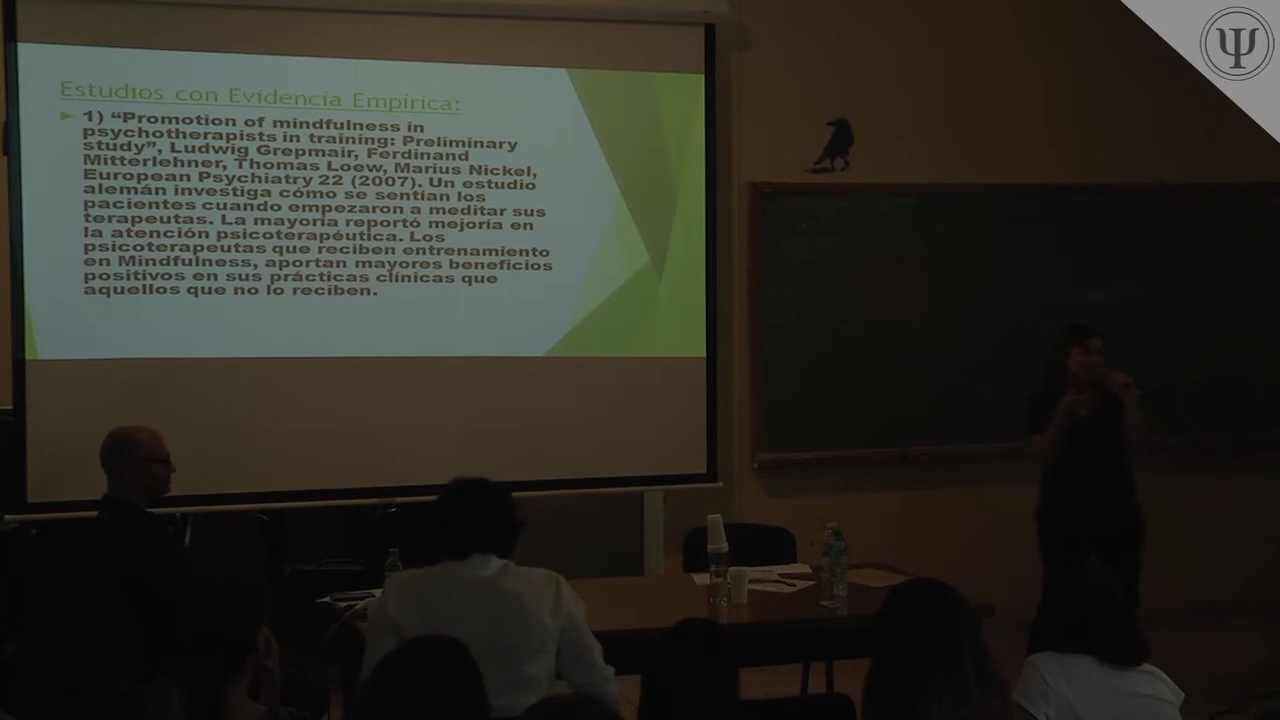 Estudios con Evidencia Empírica:
1) “Promotion of mindfulness in
psychotherapists in training: Preliminary
study”, Ludwig Grepmair, Ferdinand
Mitterlehner, Thomas Loew, Marius Nickel,
European Psychiatry 22 (2007). Un estudio
alemán investiga cómo se sentían los
pacientes cuando empezaron a meditar sus
terapeutas. La mayoría reportó mejoría en
la atención psicoterapéutica. Los
psicoterapeutas que reciben entrenamiento
en Mindfulness, aportan mayores beneficios
positivos en sus prácticas clínicas que
aquellos que no lo reciben.
Ψ